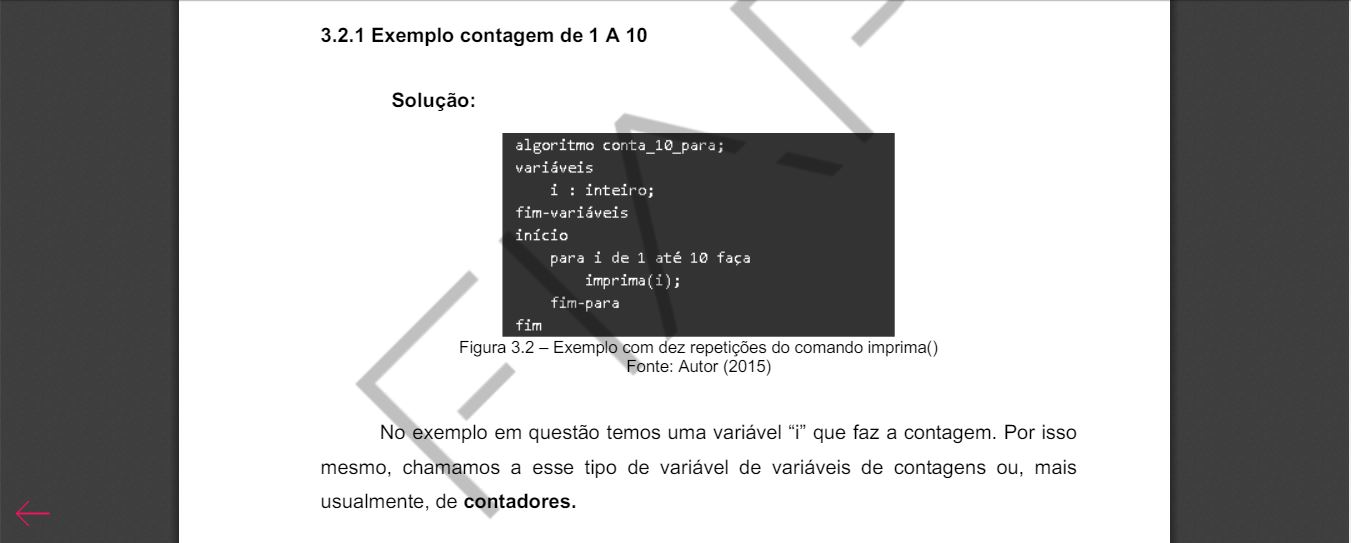 3.2.1 Exemplo contagem de 1 A 10
Solução:
algoritmo conta_10_para;
variáveis
i : inteiro;
fim-variáveis
início
para i de 1 até 10 faça
imprima(i);
fim-para
fim
Figura 3.2 – Exemplo com dez repetições do comando imprima()
Fonte: Autor (2015)
No exemplo em questão temos uma variável “i” que faz a contagem. Por isso
mesmo, chamamos a esse tipo de variável de variáveis de contagens ou, mais
usualmente, de contadores.